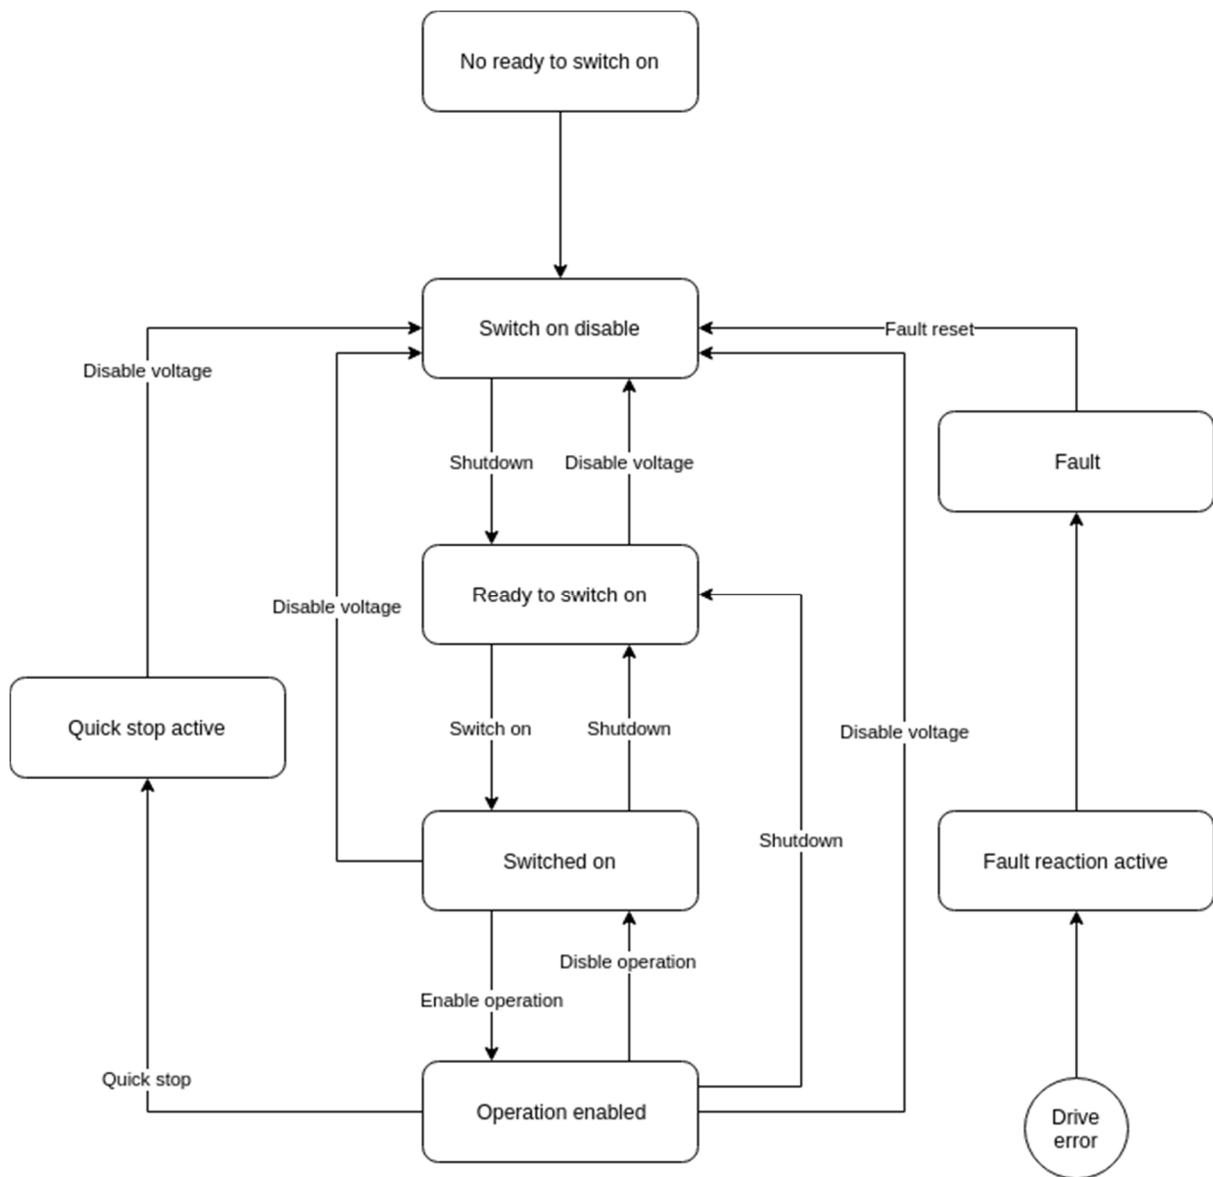 No ready to switch on
Switch on disable
Fault reset
Disable voltage
Shutdown
Disable voltage
Fault
Ready to switch on
Disable voltage
Quick stop active
Switch on
Shutdown
Disable voltage
Shutdown
Switched on
Fault reaction active
Disble operation
Enable operation
Quick stop
Operation enabled
Drive
error